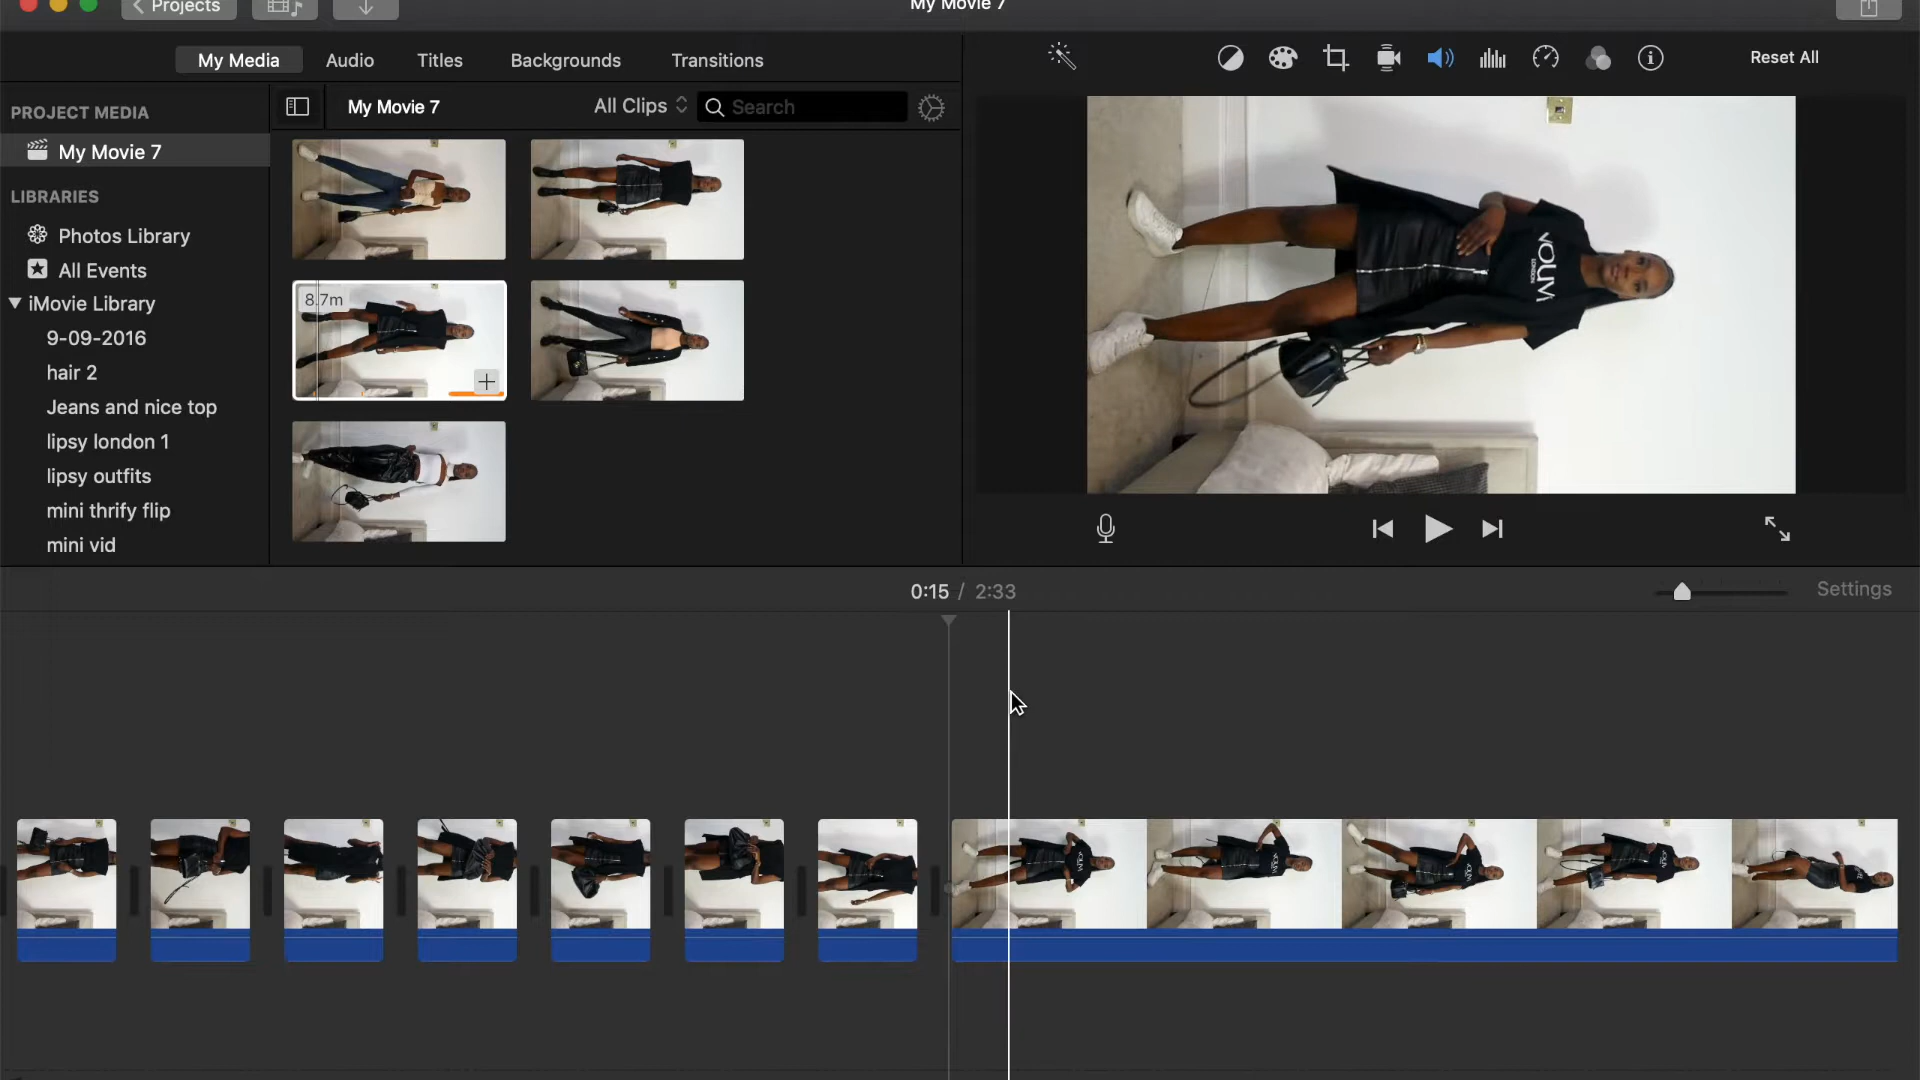 Projects
My Movie 7
My Media
Audio
Titles
Backgrounds
Transitions
Reset All
PROJECT MEDIA
My Movie 7
All Clips
Search
My Movie 7
LIBRARIES
Photos Library
All Events
iMovie Library
9-09-2016
hair 2
Jeans and nice top
lipsy london 1
lipsy outfits
mini thrify flip
mini vid
8.7m
LONDON
0:15 / 2:33
Settings